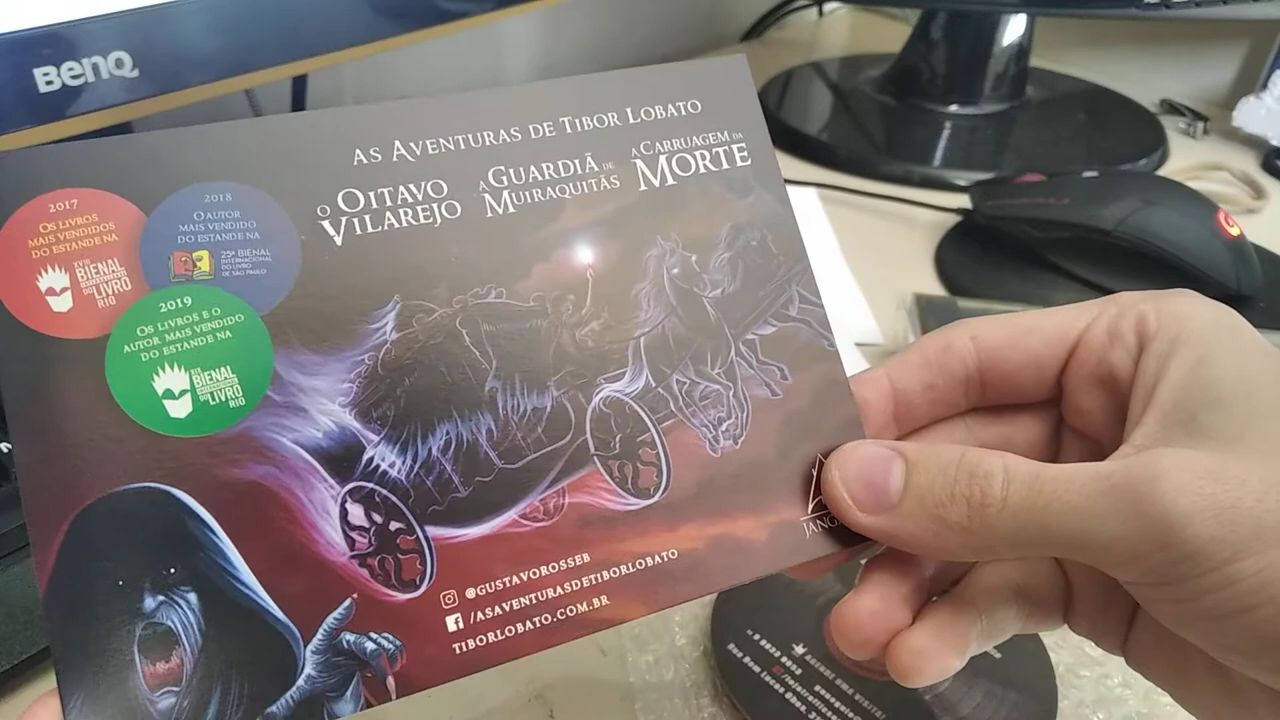 BenQ
AS AVENTURAS DE TIBOR LOBATO
O OITAVO
VILAREJO
A GUARDIÃ DE
MUIRAQUITÃS
A CARRUAGEM DA
MORTE
2017
OS LIVROS
MAIS VENDIDOS
DO ESTANDE NA
XVIII
BIENAL
INTERNACIONAL
DO LIVRO
RIO
2018
O AUTOR
MAIS VENDIDO
DO ESTANDE NA
25ª BIENAL
INTERNACIONAL
DO LIVRO
DE SÃO PAULO
2019
OS LIVROS E O
AUTOR MAIS VENDIDO
DO ESTANDE NA
XIX
BIENAL
INTERNACIONAL
DO LIVRO
RIO
@GUSTAVOROSSEB
/ASAVENTURASDETIBORLOBATO
TIBORLOBATO.COM.BR
AGENDE UMA VISITA!